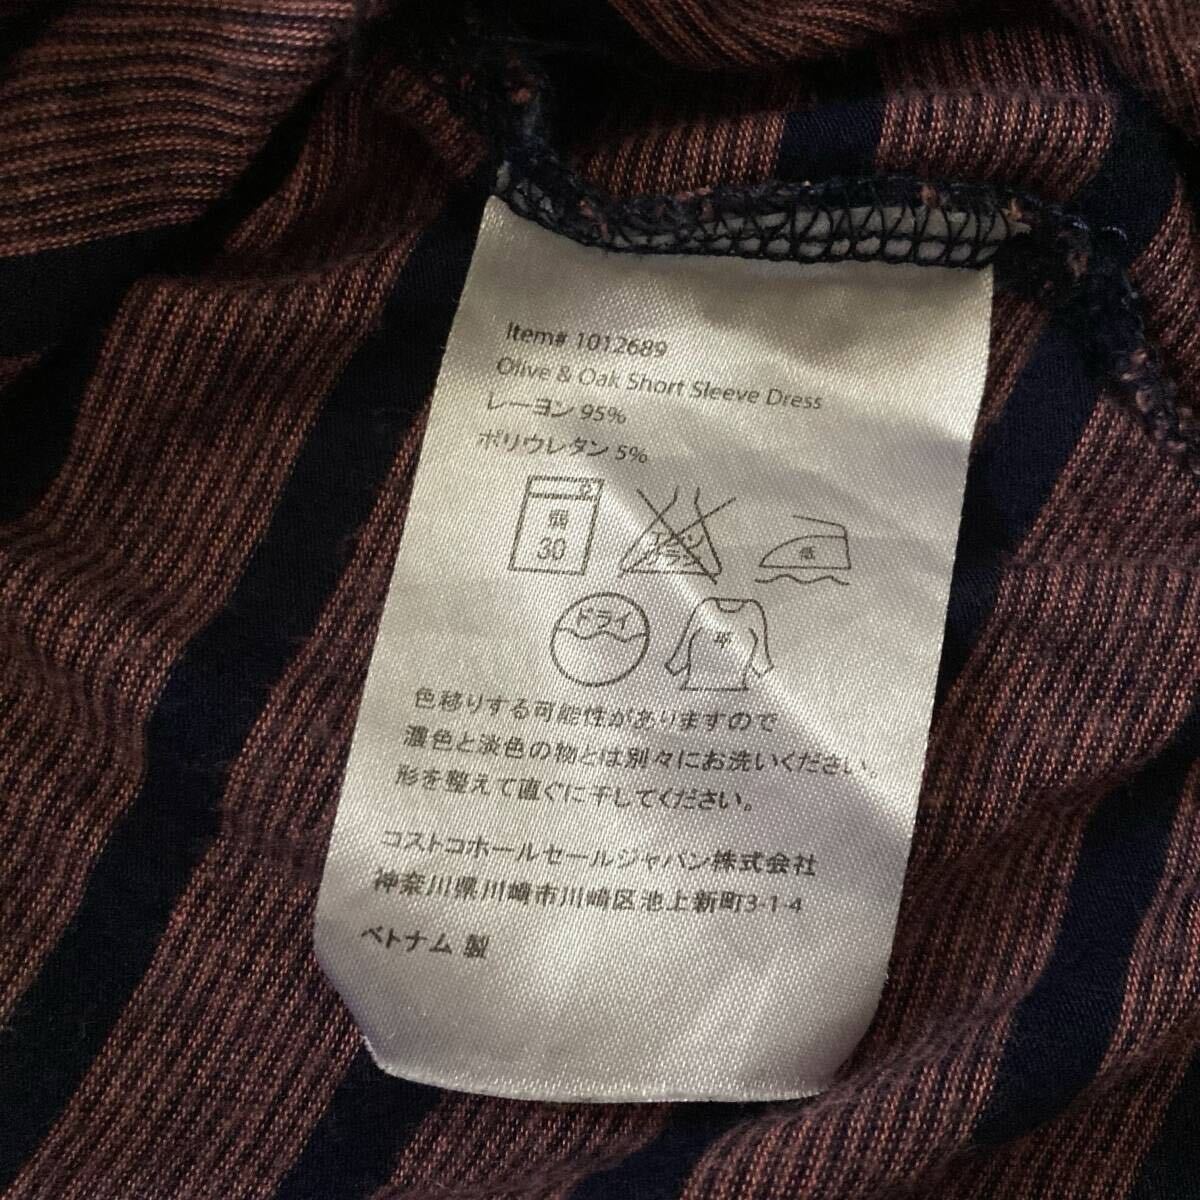 Item# 1012689
Olive & Oak Short Sleeve Dress
レーヨン 95%
ポリウレタン 5%
弱
30
エンソ
サラシ
低
ドライ
平
色移りする可能性がありますので
濃色と淡色の物とは別々にお洗いください。
形を整えて直ぐに干してください。
コストコホールセールジャパン株式会社
神奈川県川崎市川崎区池上新町3-1-4
ベトナム 製